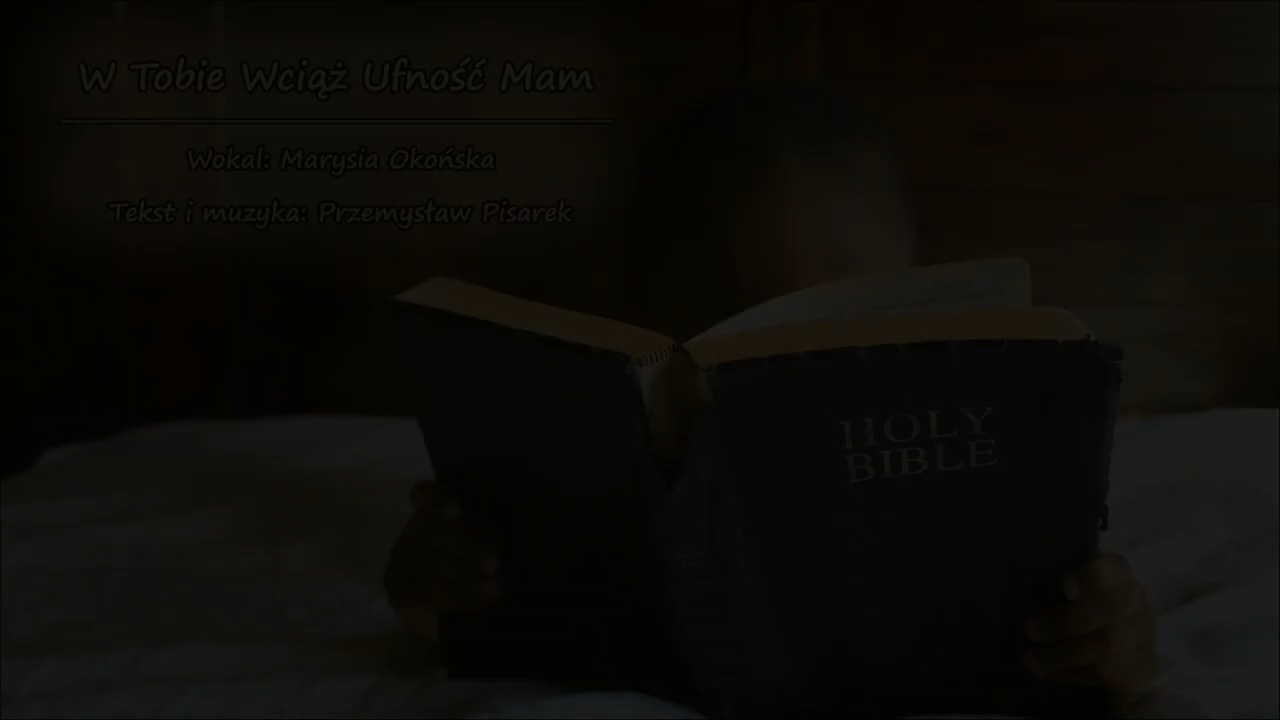 W Tobie Wciąż Ufność Mam
Wokal: Marysia Okońska
Tekst i muzyka: Przemysław Pisarek
HOLY
BIBLE